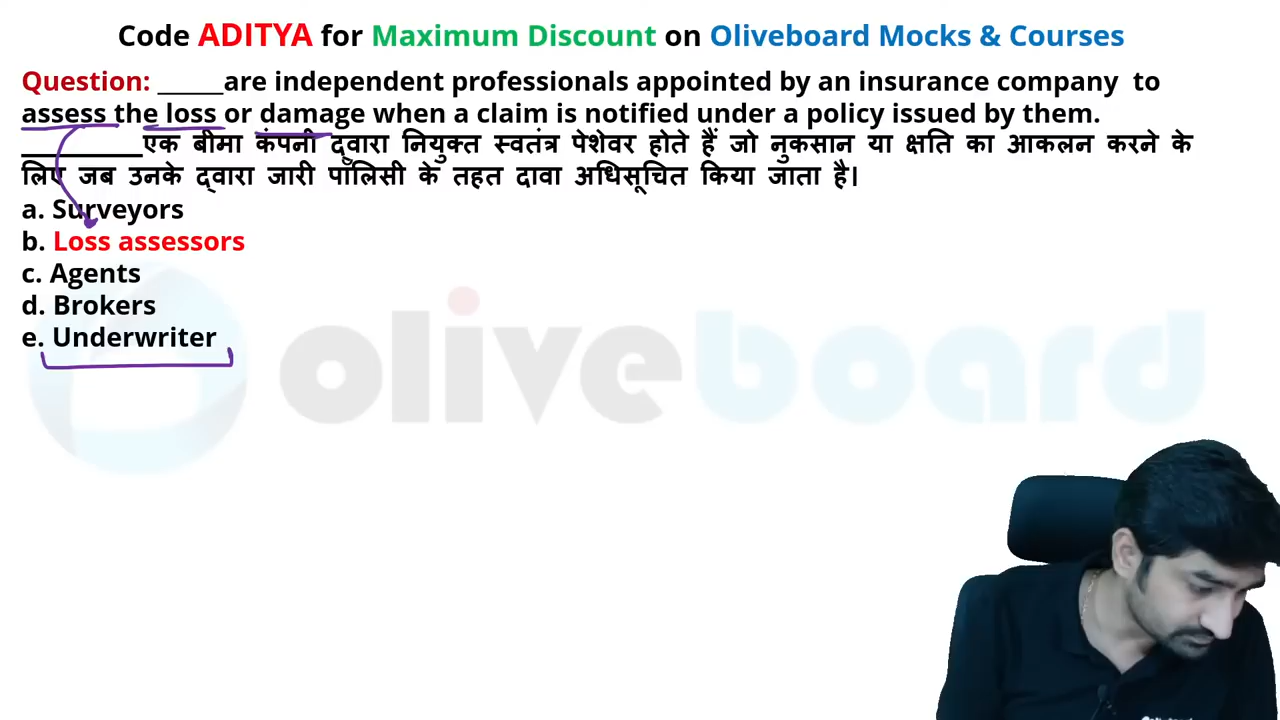 Code ADITYA for Maximum Discount on Oliveboard Mocks & Courses
Question: ______are independent professionals appointed by an insurance company to
assess the loss or damage when a claim is notified under a policy issued by them.
___________एक बीमा कंपनी द्वारा नियुक्त स्वतंत्र पेशेवर होते हैं जो नुकसान या क्षति का आकलन करने के
लिए जब उनके द्वारा जारी पॉलिसी के तहत दावा अधिसूचित किया जाता है।
a. Surveyors
b. Loss assessors
c. Agents
d. Brokers
e. Underwriter
oliveboard